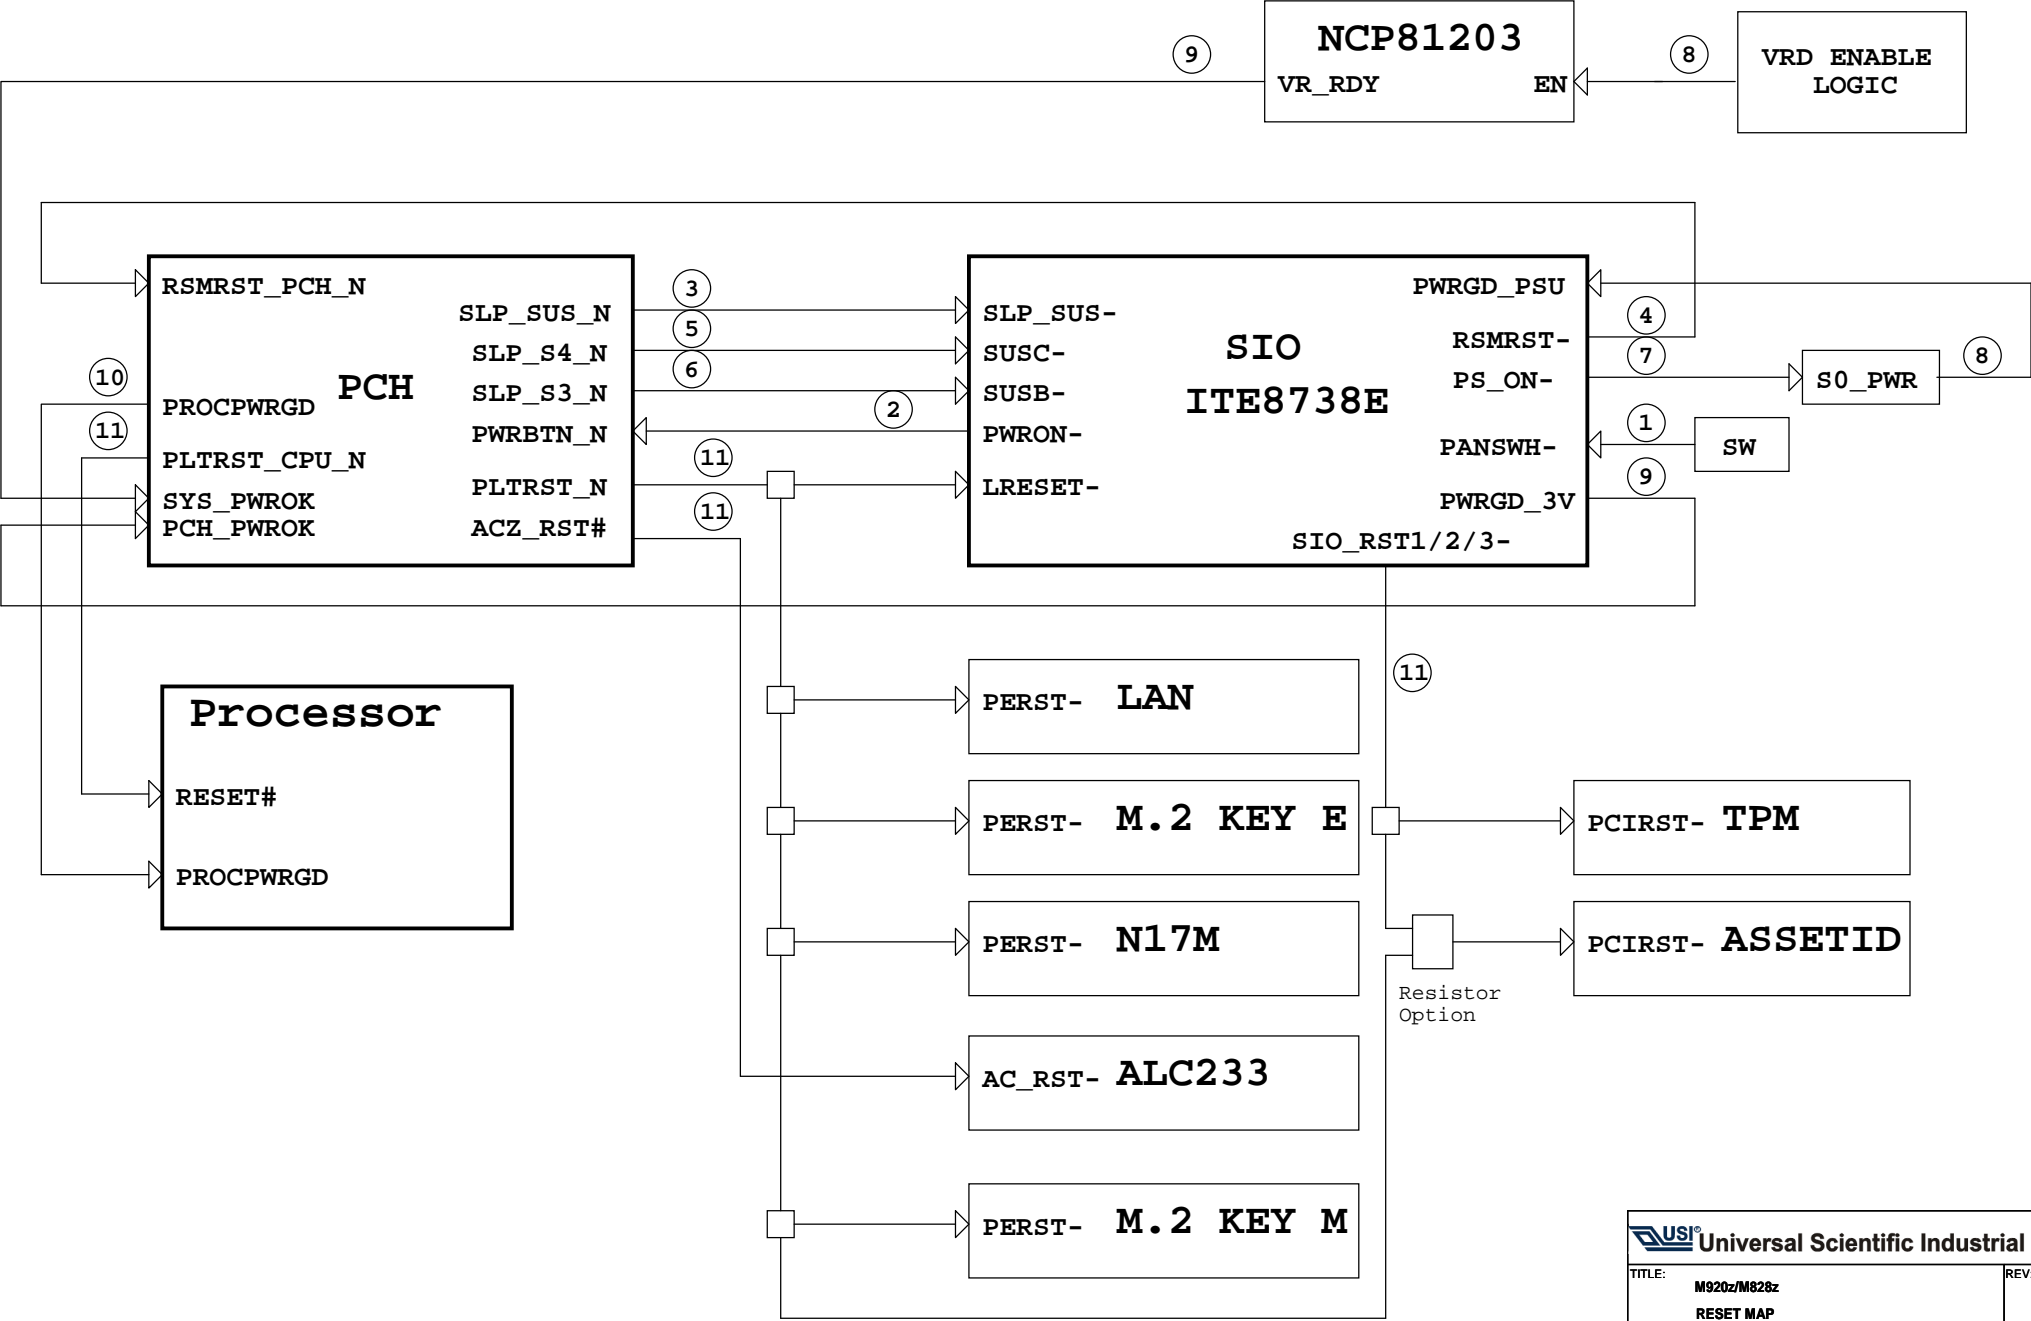 NCP81203
VR_RDY
EN
9
8
VRD ENABLE
LOGIC
RSMRST_PCH_N
SLP_SUS_N
SLP_S4_N
SLP_S3_N
PWRBTN_N
PLTRST_N
ACZ_RST#
PCH
PROCPWRGD
PLTRST_CPU_N
SYS_PWROK
PCH_PWROK
10
11
3
5
6
2
11
11
SLP_SUS-
SUSC-
SUSB-
PWRON-
LRESET-
SIO
ITE8738E
PWRGD_PSU
RSMRST-
PS_ON-
PANSWH-
PWRGD_3V
SIO_RST1/2/3-
4
7
1
9
S0_PWR
8
SW
11
Processor
RESET#
PROCPWRGD
PERST- LAN
PERST- M.2 KEY E
PERST- N17M
AC_RST- ALC233
PERST- M.2 KEY M
PCIRST- TPM
PCIRST- ASSETID
Resistor
Option
USI® Universal Scientific Industrial
TITLE:
M920z/M828z
RESET MAP
REV: